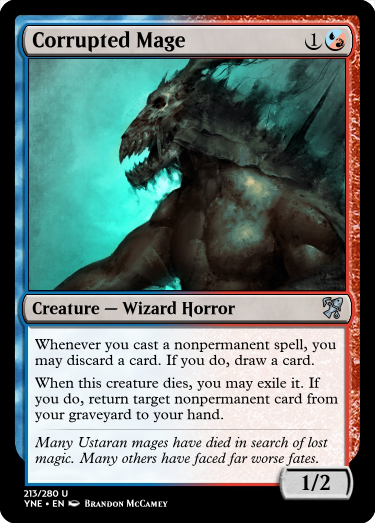 Corrupted Mage 1
Creature — Wizard Horror
Whenever you cast a nonpermanent spell, you
may discard a card. If you do, draw a card.
When this creature dies, you may exile it. If
you do, return target nonpermanent card from
your graveyard to your hand.
Many Ustaran mages have died in search of lost
magic. Many others have faced far worse fates.
1/2
213/280 U
YNE • EN Brandon McCamey